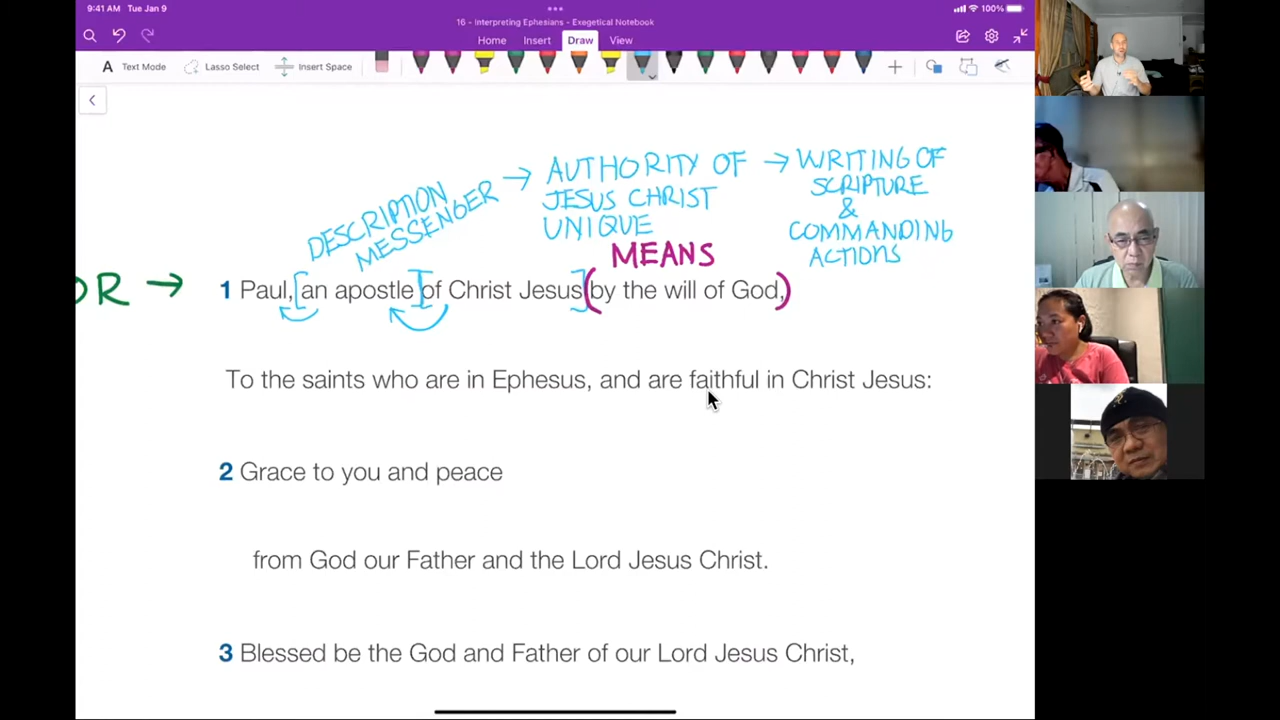 9:41 AM Tue Jan 9
100%
16 - Interpreting Ephesians - Exegetical Notebook
Home Insert Draw View
Text Mode Lasso Select Insert Space
DESCRIPTION
MESSENGER
→ AUTHORITY OF
JESUS CHRIST
UNIQUE
→ WRITING OF
SCRIPTURE
&
COMMANDING
ACTIONS
MEANS
OR → 1 Paul, [an apostle] of Christ Jesus] (by the will of God,)
To the saints who are in Ephesus, and are faithful in Christ Jesus:
2 Grace to you and peace
from God our Father and the Lord Jesus Christ.
3 Blessed be the God and Father of our Lord Jesus Christ,